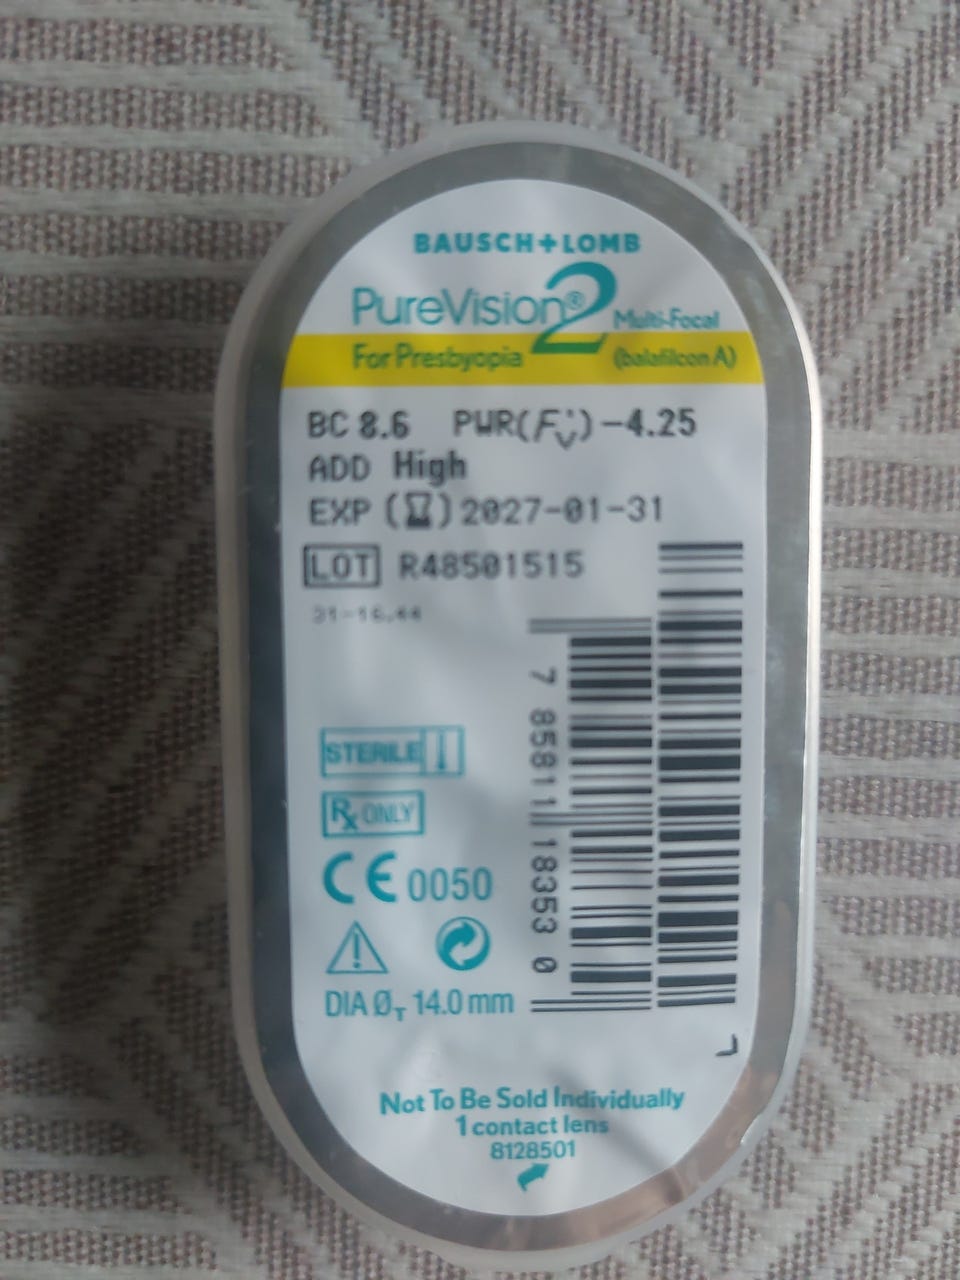 BAUSCH+LOMB
PureVision®2 Multi-Focal
For Presbyopia (balafilcon A)
BC 8.6 PWR(F'v) -4.25
ADD High
EXP (⌛) 2027-01-31
LOT R48501515
STERILE
Rx ONLY
CE 0050
DIA ØT 14.0 mm
7 85811 18353 0
Not To Be Sold Individually
1 contact lens
8128501